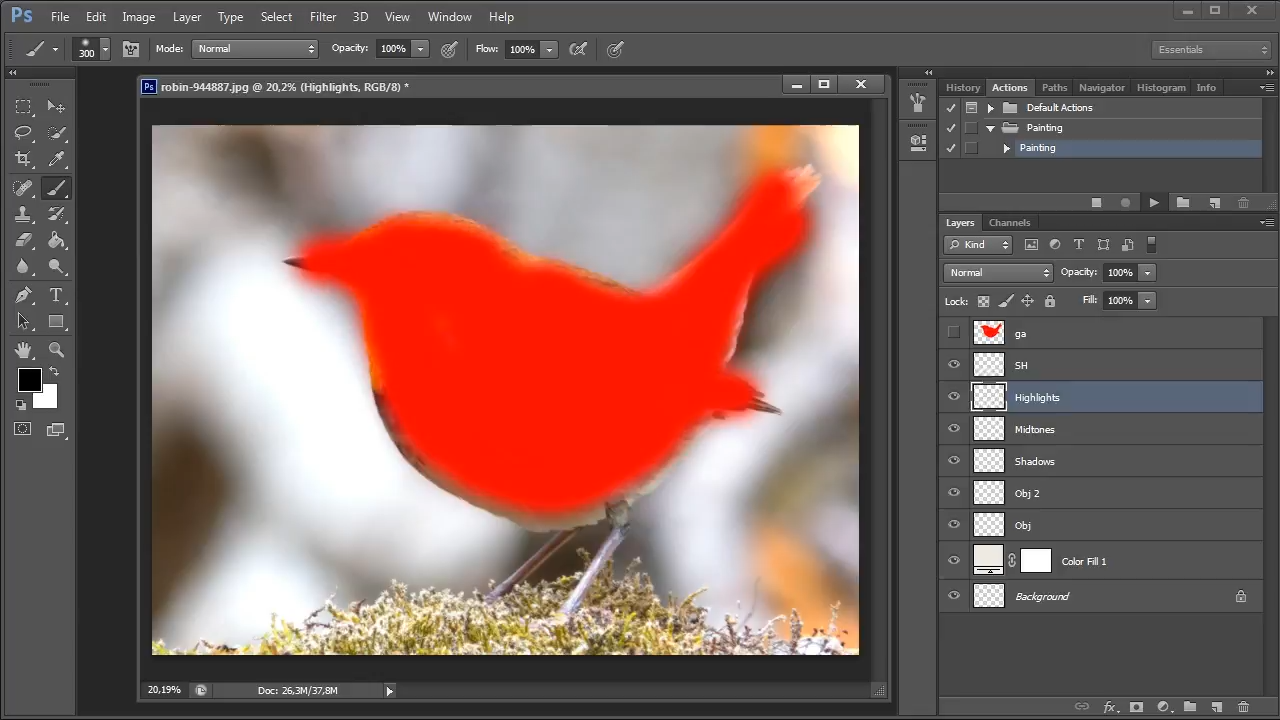 Ps File Edit Image Layer Type Select Filter 3D View Window Help
300 Mode: Normal Opacity: 100% Flow: 100% Essentials
Ps robin-944887.jpg @ 20,2% (Highlights, RGB/8) *
History Actions Paths Navigator Histogram Info
Default Actions
Painting
Painting
Layers Channels
Kind T
Normal Opacity: 100%
Lock: Fill: 100%
ga
SH
Highlights
Midtones
Shadows
Obj 2
Obj
Color Fill 1
Background
20,19% Doc: 26,3M/37,8M
fx